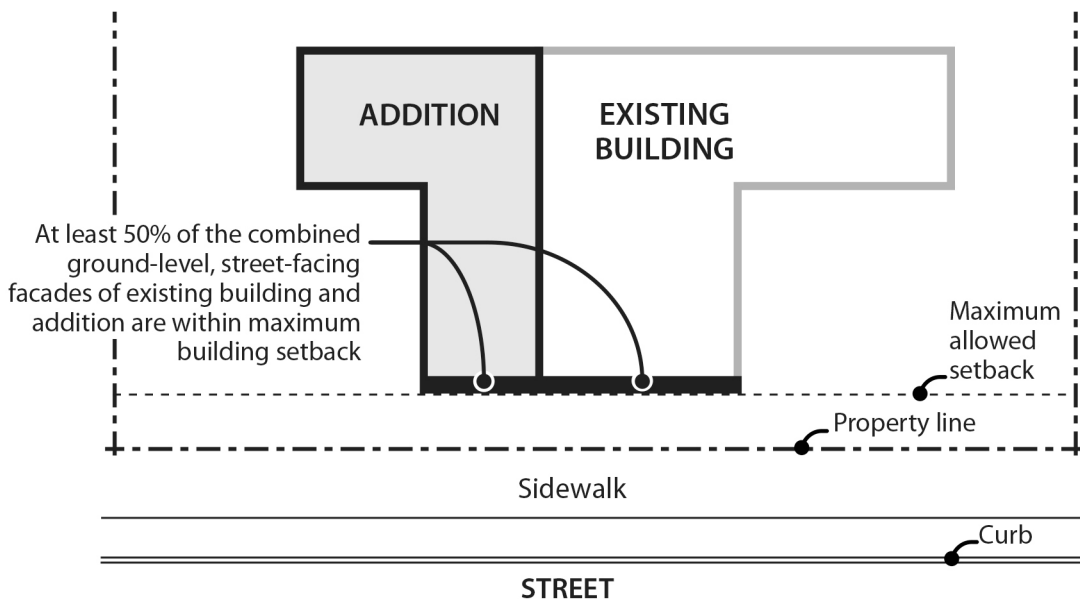 ADDITION
EXISTING
BUILDING
At least 50% of the combined
ground-level, street-facing
facades of existing building and
addition are within maximum
building setback
Maximum
allowed
setback
Property line
Sidewalk
Curb
STREET